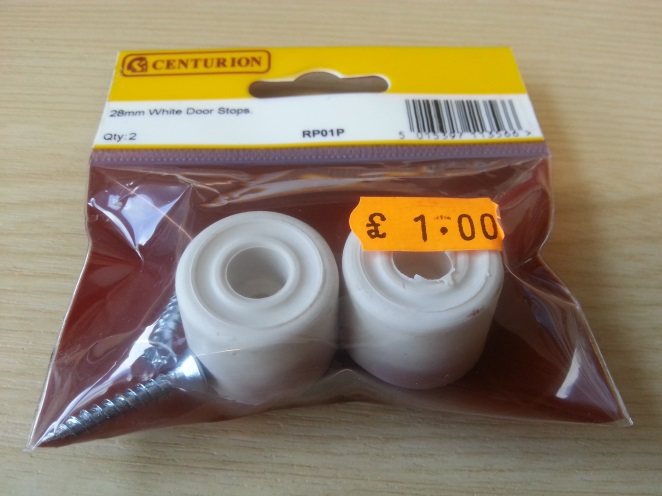 CENTURION
28mm White Door Stops.
Qty: 2
RP01P
£ 1.00